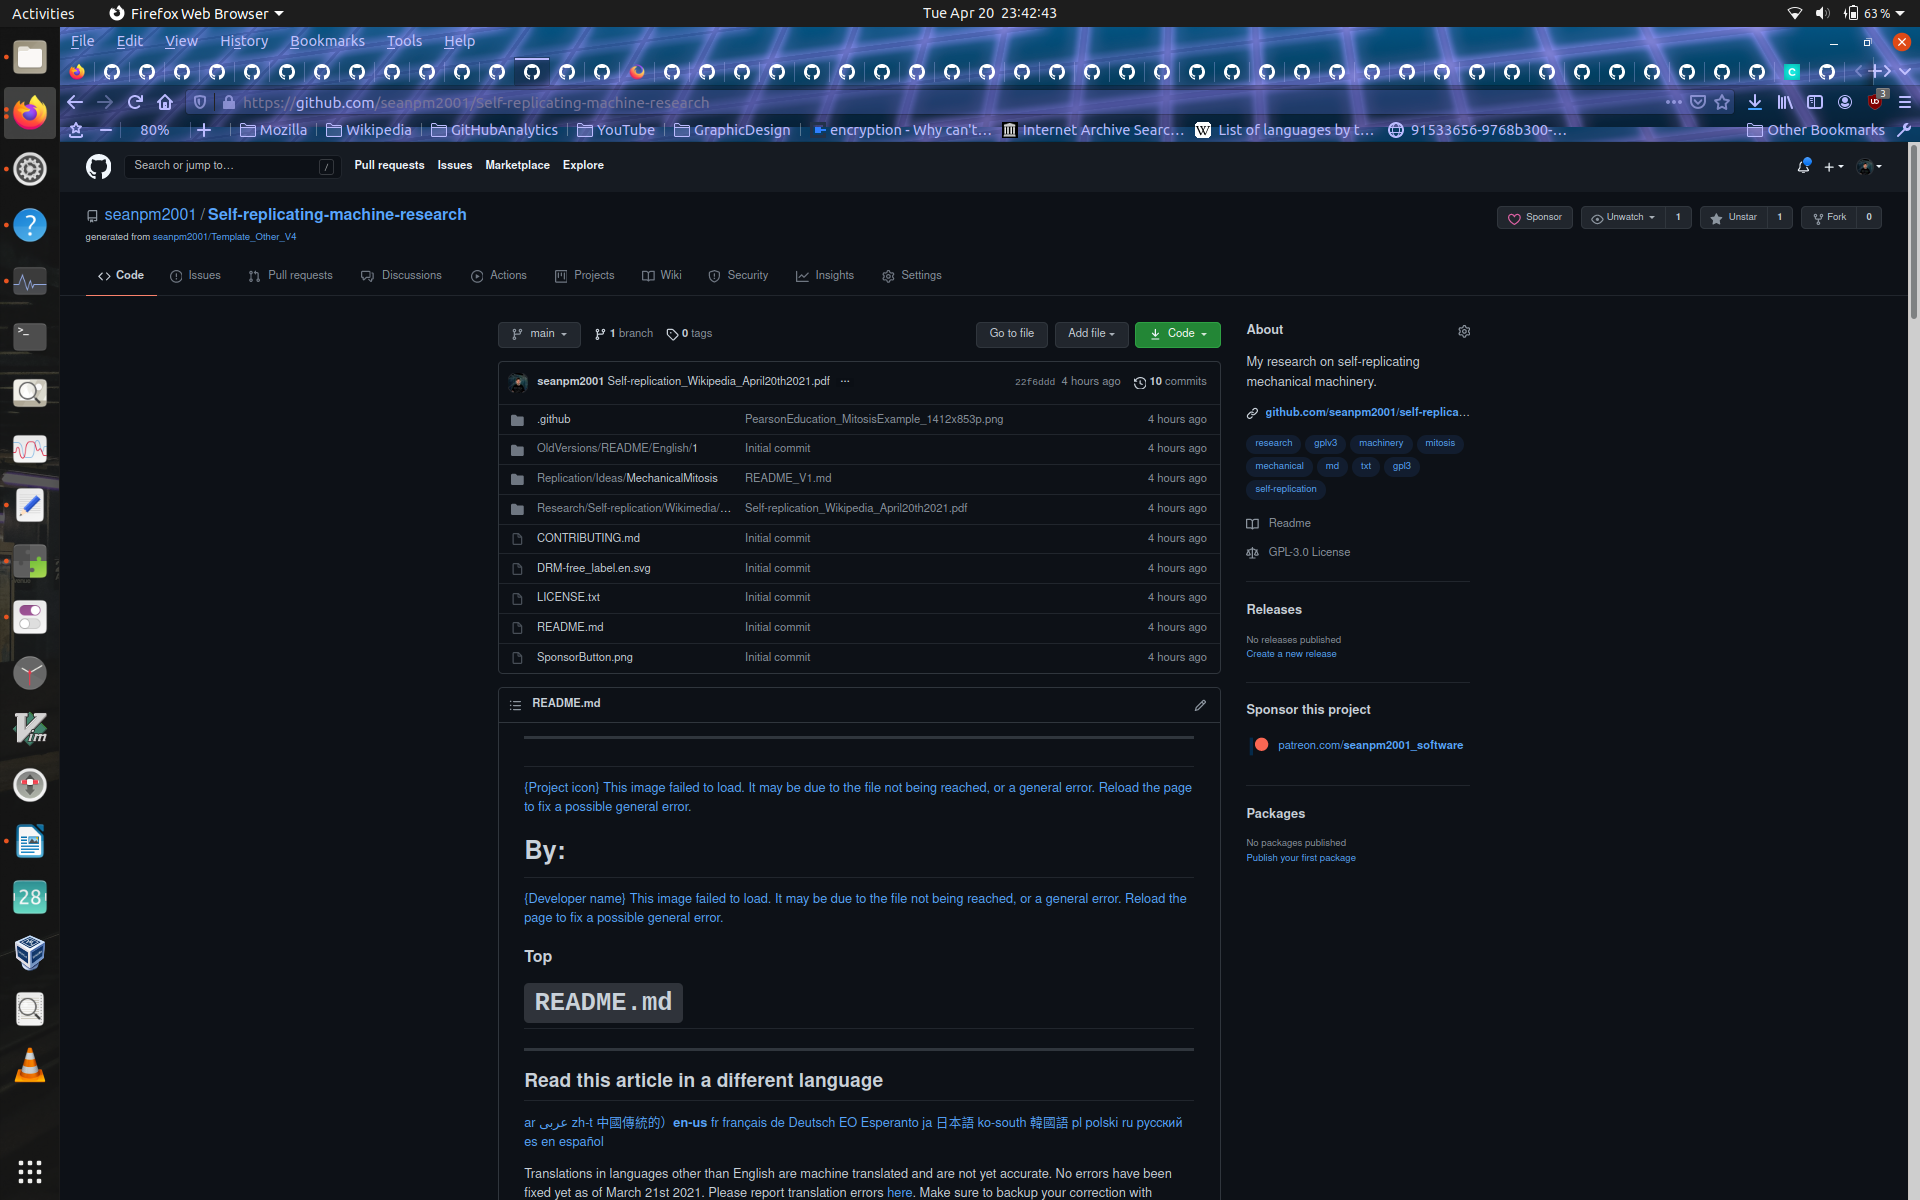 Activities Firefox Web Browser Tue Apr 20 23:42:43 63 %
File Edit View History Bookmarks Tools Help
https://github.com/seanpm2001/Self-replicating-machine-research 3
80% Mozilla Wikipedia GitHubAnalytics YouTube GraphicDesign encryption - Why can't... Internet Archive Searc... List of languages by t... 91533656-9768b300-... Other Bookmarks
Search or jump to... / Pull requests Issues Marketplace Explore
seanpm2001 / Self-replicating-machine-research Sponsor Unwatch 1 Unstar 1 Fork 0
generated from seanpm2001/Template_Other_V4
Code Issues Pull requests Discussions Actions Projects Wiki Security Insights Settings
main 1 branch 0 tags Go to file Add file Code
seanpm2001 Self-replication_Wikipedia_April20th2021.pdf ... 22f6ddd 4 hours ago 10 commits
.github PearsonEducation_MitosisExample_1412x853p.png 4 hours ago
OldVersions/README/English/1 Initial commit 4 hours ago
Replication/Ideas/MechanicalMitosis README_V1.md 4 hours ago
Research/Self-replication/Wikimedia/... Self-replication_Wikipedia_April20th2021.pdf 4 hours ago
CONTRIBUTING.md Initial commit 4 hours ago
DRM-free_label.en.svg Initial commit 4 hours ago
LICENSE.txt Initial commit 4 hours ago
README.md Initial commit 4 hours ago
SponsorButton.png Initial commit 4 hours ago
README.md
{Project icon} This image failed to load. It may be due to the file not being reached, or a general error. Reload the page
to fix a possible general error.
By:
{Developer name} This image failed to load. It may be due to the file not being reached, or a general error. Reload the
page to fix a possible general error.
Top
README.md
Read this article in a different language
ar عربى zh-t 中國傳統的） en-us fr français de Deutsch EO Esperanto ja 日本語 ko-south 韓國語 pl polski ru русский
es en español
Translations in languages other than English are machine translated and are not yet accurate. No errors have been
fixed yet as of March 21st 2021. Please report translation errors here. Make sure to backup your correction with
About
My research on self-replicating
mechanical machinery.
github.com/seanpm2001/self-replica...
research gplv3 machinery mitosis
mechanical md txt gpl3
self-replication
Readme
GPL-3.0 License
Releases
No releases published
Create a new release
Sponsor this project
patreon.com/seanpm2001_software
Packages
No packages published
Publish your first package
28